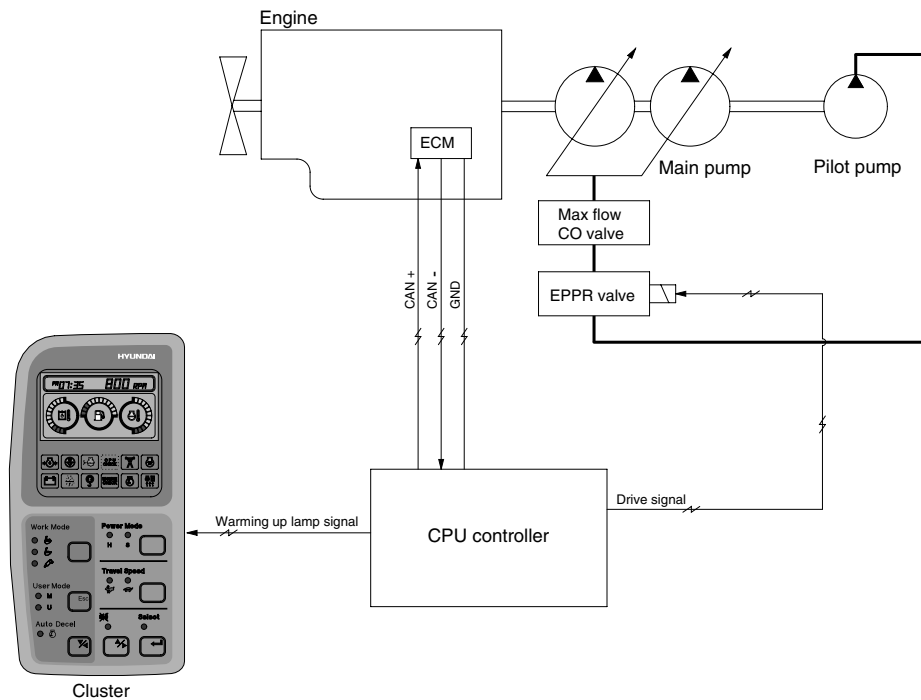 Engine
ECM
Main pump
Pilot pump
Max flow
CO valve
EPPR valve
CAN +
CAN -
GND
HYUNDAI
PM 07:35 800 RPM
Work Mode
Power Mode
H S
Travel Speed
User Mode
M
U
Esc
Auto Decel
Select
Warming up lamp signal
CPU controller
Drive signal
Cluster